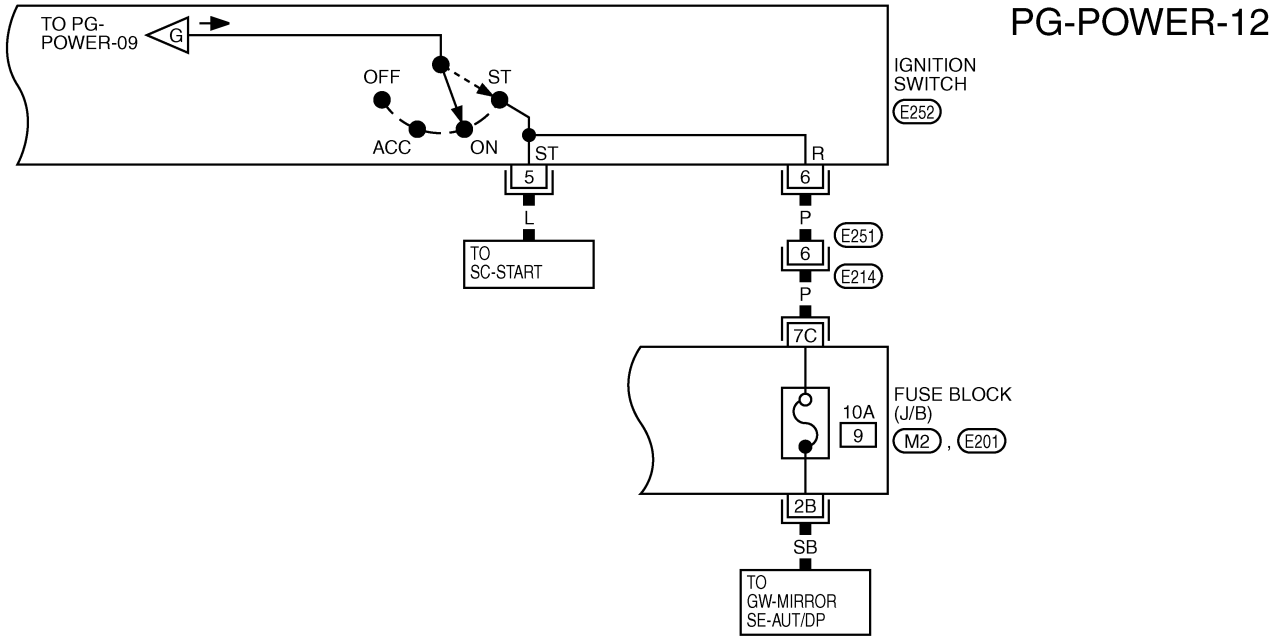 PG-POWER-12
TO PG-
POWER-09
G
OFF
ST
ACC
ON
ST
R
IGNITION
SWITCH
E252
5
6
L
P
TO
SC-START
E251
6
E214
P
7C
10A
9
FUSE BLOCK
(J/B)
M2 , E201
2B
SB
TO
GW-MIRROR
SE-AUT/DP